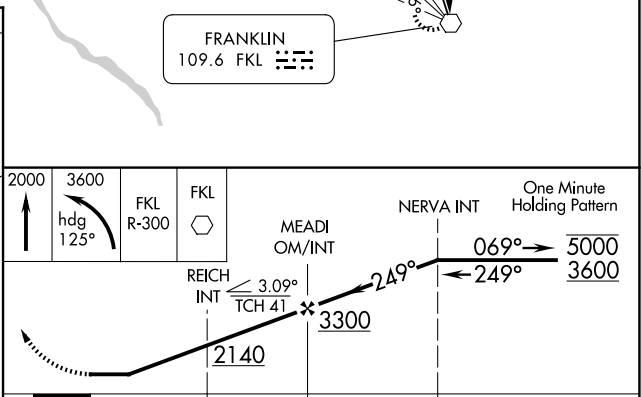 FRANKLIN
109.6 FKL
2000
3600
hdg
125°
FKL
R-300
FKL
MEADI
OM/INT
NERVA INT
One Minute
Holding Pattern
069°
5000
249°
249°
3600
REICH
INT
3.09°
TCH 41
3300
2140